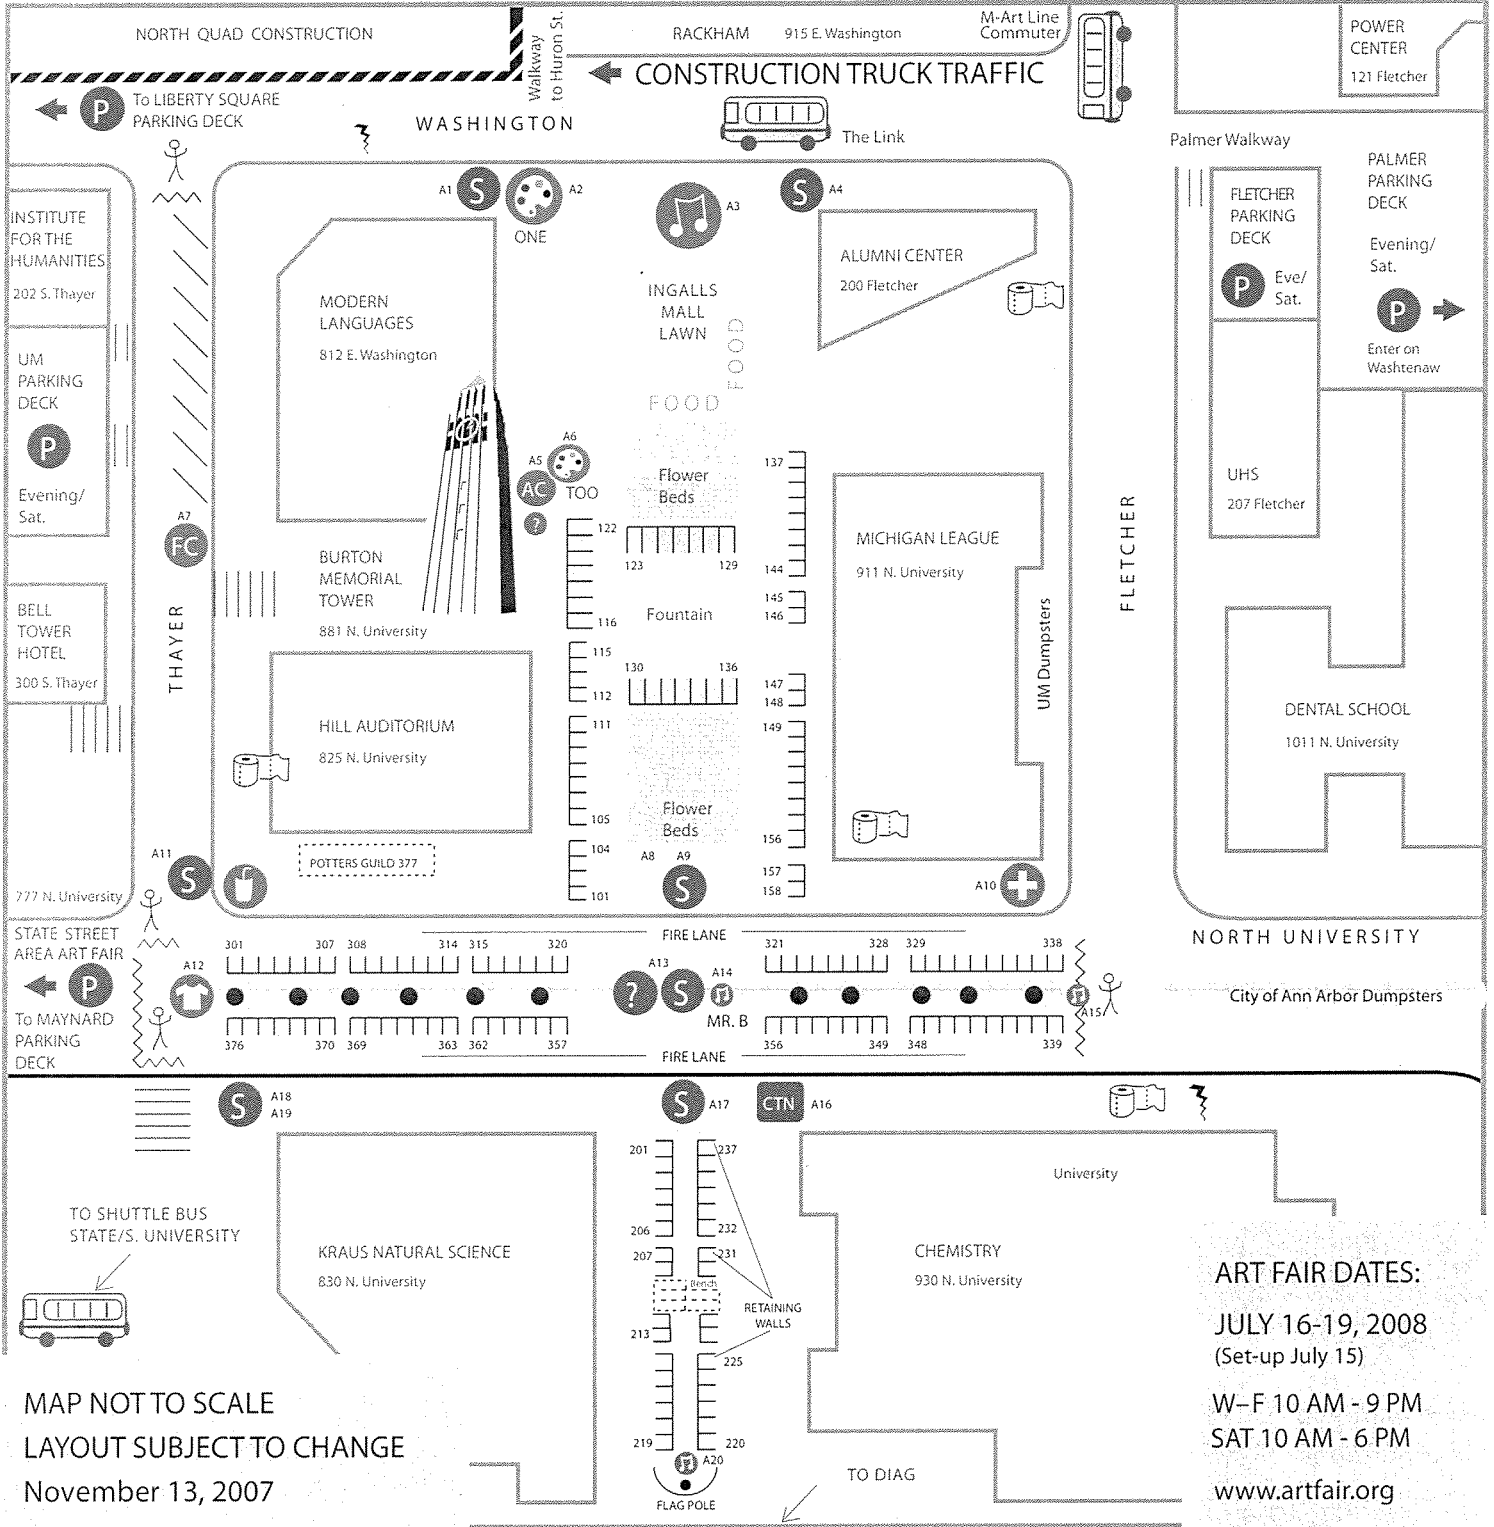 NORTH QUAD CONSTRUCTION
Walkway
to Huron St.
RACKHAM 915 E. Washington
M-Art Line
Commuter
POWER
CENTER
121 Fletcher
CONSTRUCTION TRUCK TRAFFIC
P To LIBERTY SQUARE
PARKING DECK
WASHINGTON
The Link
Palmer Walkway
PALMER
PARKING
DECK
Evening/
Sat.
P
Enter on
Washtenaw
FLETCHER
PARKING
DECK
P Eve/
Sat.
INSTITUTE
FOR THE
HUMANITIES
202 S. Thayer
UM
PARKING
DECK
P
Evening/
Sat.
A7
FC
BELL
TOWER
HOTEL
300 S. Thayer
THAYER
A1 S A2
ONE
A3
S A4
MODERN
LANGUAGES
812 E. Washington
INGALLS
MALL
LAWN
FOOD
FOOD
ALUMNI CENTER
200 Fletcher
A6
A5
AC TOO
?
Flower
Beds
137
144
145
146
147
148
149
156
157
158
122
116
115
112
111
105
104
101
123 129
Fountain
130 136
Flower
Beds
BURTON
MEMORIAL
TOWER
881 N. University
HILL AUDITORIUM
825 N. University
POTTERS GUILD 377
MICHIGAN LEAGUE
911 N. University
UM Dumpsters
FLETCHER
UHS
207 Fletcher
DENTAL SCHOOL
1011 N. University
A8 A9
S
A10
A11
S
777 N. University
STATE STREET
AREA ART FAIR
P
To MAYNARD
PARKING
DECK
FIRE LANE
NORTH UNIVERSITY
301 307 308 314 315 320
321 328 329 338
A12
A13
? S A14
MR. B
A15
City of Ann Arbor Dumpsters
376 370 369 363 362 357
356 349 348 339
FIRE LANE
S A18
A19
S A17
CTN A16
201
206
207
213
219
237
232
231
Bench
225
220
RETAINING
WALLS
University
TO SHUTTLE BUS
STATE/S. UNIVERSITY
KRAUS NATURAL SCIENCE
830 N. University
CHEMISTRY
930 N. University
A20
FLAG POLE
TO DIAG
MAP NOT TO SCALE
LAYOUT SUBJECT TO CHANGE
November 13, 2007
ART FAIR DATES:
JULY 16-19, 2008
(Set-up July 15)
W–F 10 AM - 9 PM
SAT 10 AM - 6 PM
www.artfair.org